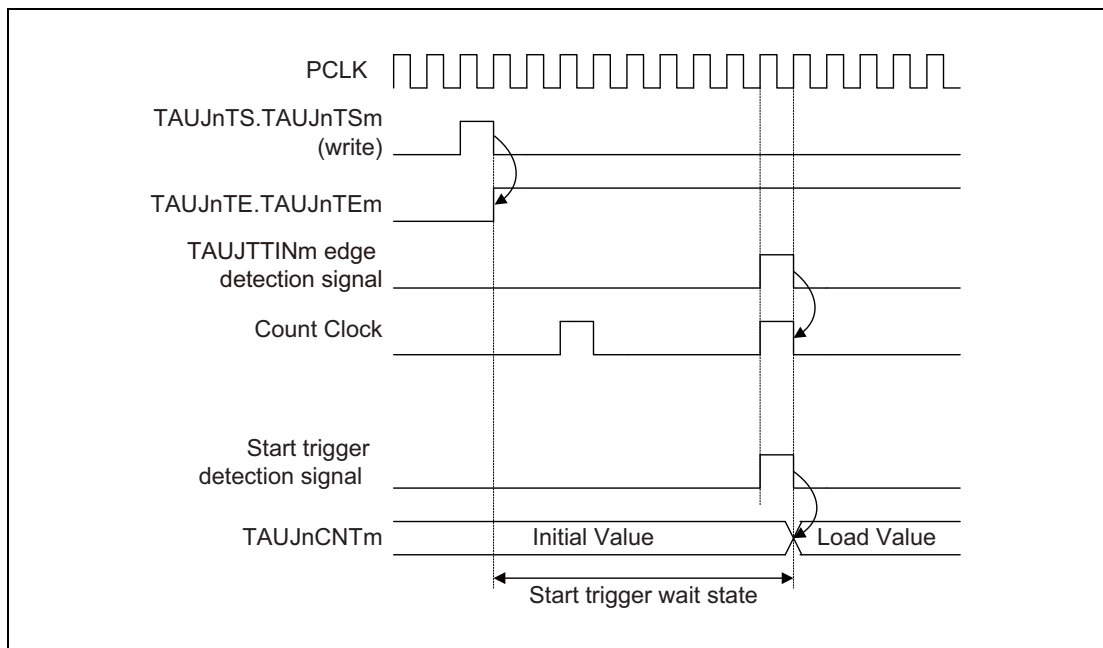 PCLK
TAUJnTS.TAUJnTSm
(write)
TAUJnTE.TAUJnTEm
TAUJTTINm edge
detection signal
Count Clock
Start trigger
detection signal
TAUJnCNTm
Initial Value
Load Value
Start trigger wait state